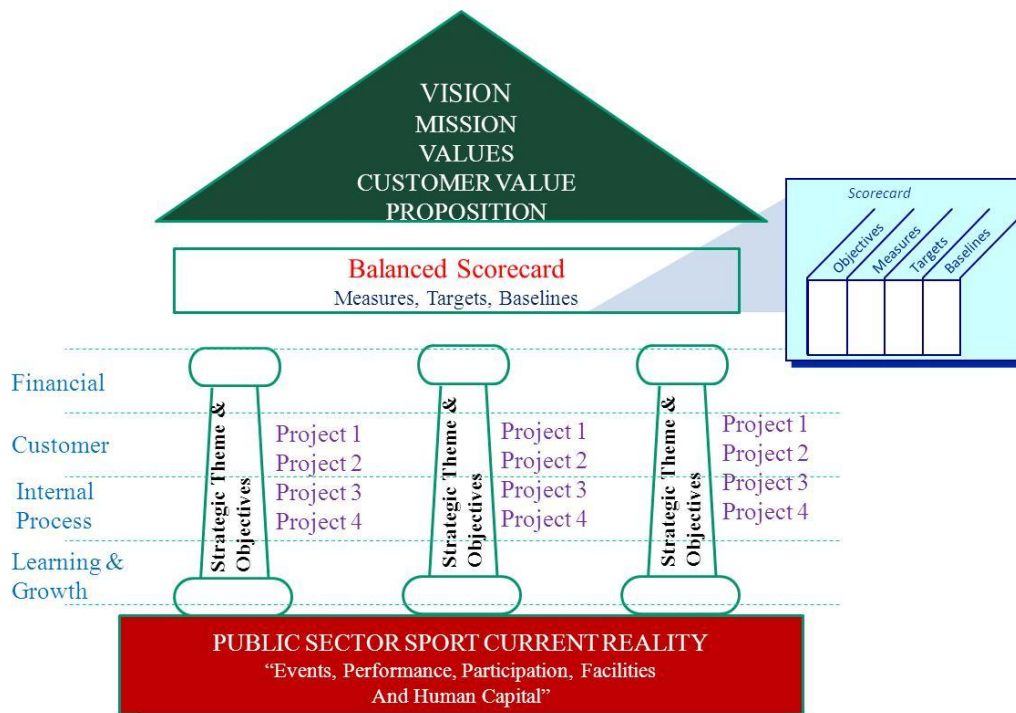 VISION
MISSION
VALUES
CUSTOMER VALUE
PROPOSITION
Scorecard
Objectives
Measures
Targets
Baselines
Balanced Scorecard
Measures, Targets, Baselines
Financial
Customer
Internal
Process
Learning &
Growth
Strategic Theme &
Objectives
Project 1
Project 2
Project 3
Project 4
Strategic Theme &
Objectives
Project 1
Project 2
Project 3
Project 4
Strategic Theme &
Objectives
Project 1
Project 2
Project 3
Project 4
PUBLIC SECTOR SPORT CURRENT REALITY
“Events, Performance, Participation, Facilities
And Human Capital”